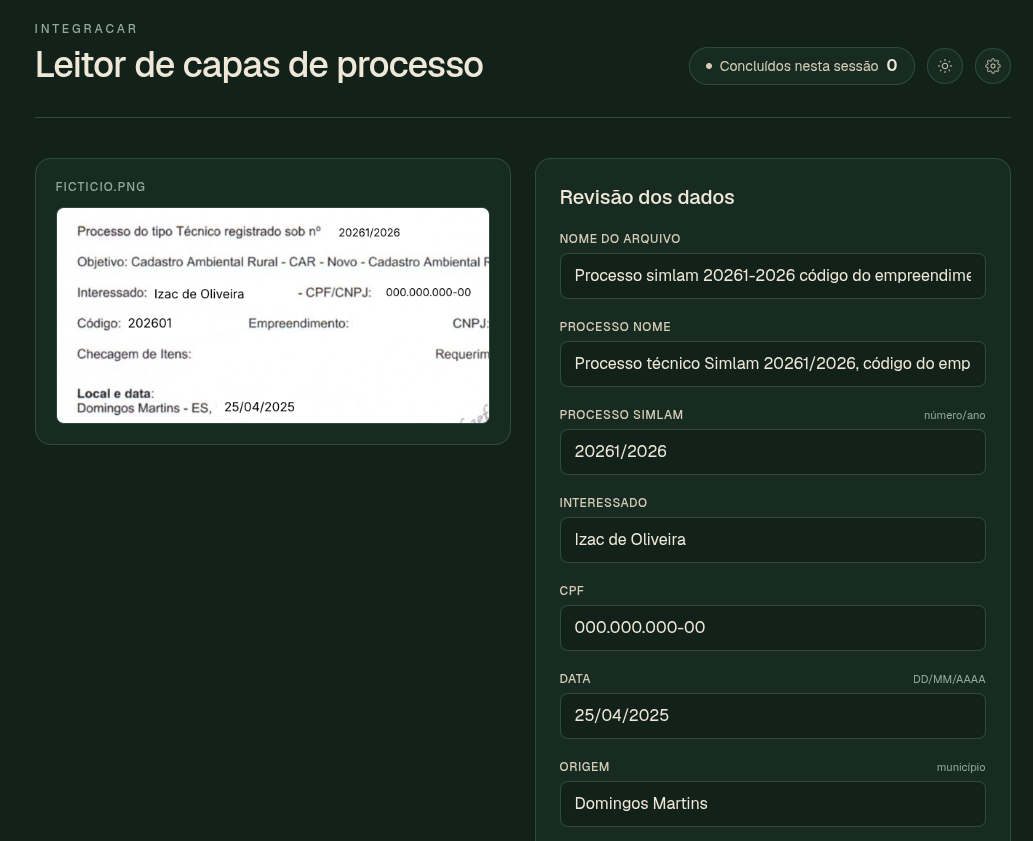 INTEGRACAR
Leitor de capas de processo
Concluídos nesta sessão 0
FICTICIO.PNG
Processo do tipo Técnico registrado sob nº 20261/2026
Objetivo: Cadastro Ambiental Rural - CAR - Novo - Cadastro Ambiental R
Interessado: Izac de Oliveira - CPF/CNPJ: 000.000.000-00
Código: 202601 Empreendimento: CNPJ:
Checagem de Itens: Requerim
Local e data:
Domingos Martins - ES, 25/04/2025
Revisão dos dados
NOME DO ARQUIVO
Processo simlam 20261-2026 código do empreendime
PROCESSO NOME
Processo técnico Simlam 20261/2026, código do emp
PROCESSO SIMLAM número/ano
20261/2026
INTERESSADO
Izac de Oliveira
CPF
000.000.000-00
DATA DD/MM/AAAA
25/04/2025
ORIGEM município
Domingos Martins